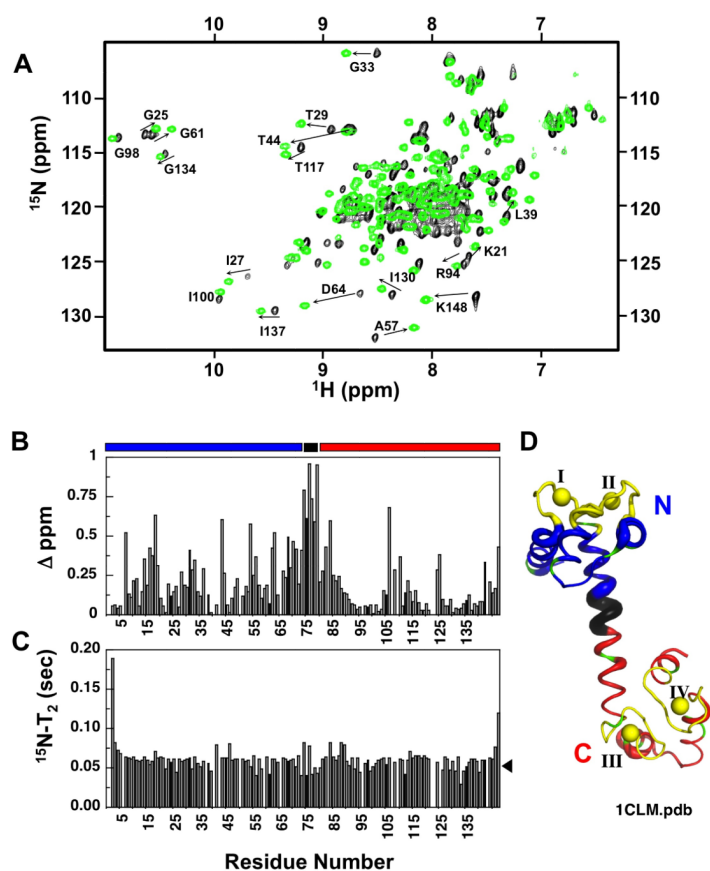 10 9 8 7
A
G33
110
G25
T29
G61
T44
G98
115
G134
T117
15N (ppm)
120
L39
K21
125
I27
R94
I130
D64
I100
K148
130
I137
A57
10 9 8 7
1H (ppm)
B
D
1
I
II
0.75
N
Δ ppm
0.5
0.25
0
5 15 25 35 45 55 65 75 85 95 105 115 125 135
C
0.20
15N-T2 (sec)
0.15
IV
0.10
C
III
0.05
0.00
1CLM.pdb
5 15 25 35 45 55 65 75 85 95 105 115 125 135
Residue Number